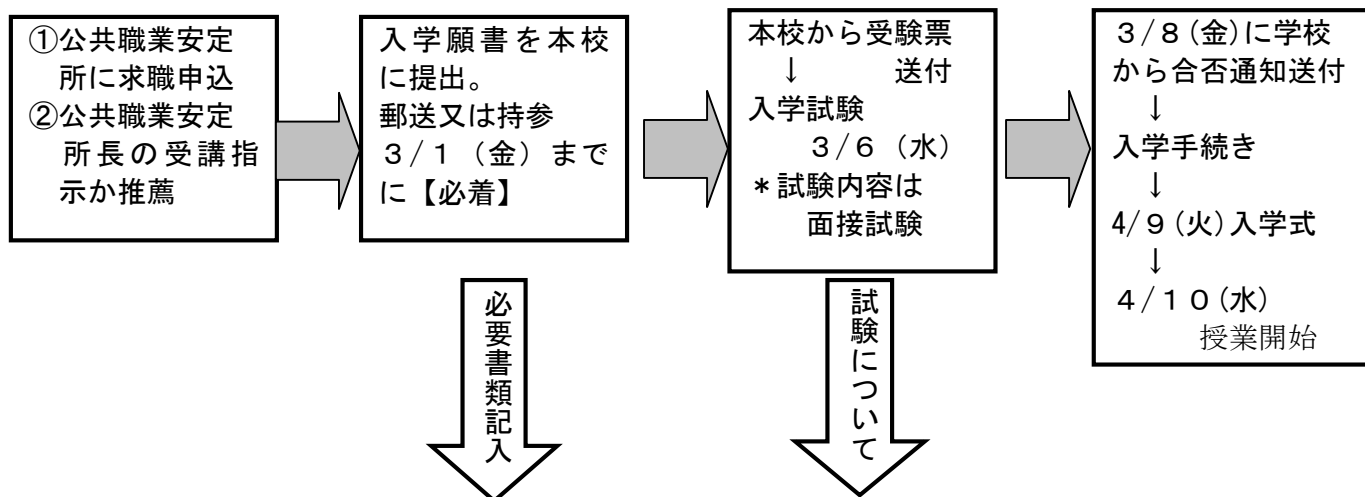 ①公共職業安定
所に求職申込
②公共職業安定
所長の受講指
示か推薦
入学願書を本校
に提出。
郵送又は持参
３/１（金）まで
に【必着】
本校から受験票
↓　　　送付
入学試験
３/６（水）
＊試験内容は
面接試験
３/８(金)に学校
から合否通知送付
↓
入学手続き
↓
4/９(火)入学式
↓
４/１０(水)
授業開始
必要書類記入
試験について